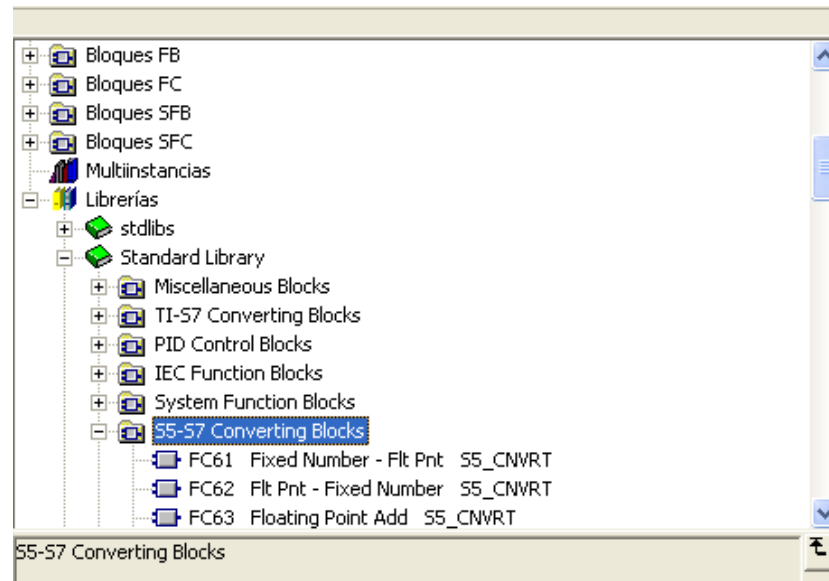 Bloques FB
Bloques FC
Bloques SFB
Bloques SFC
Multiinstancias
Librerías
stdlibs
Standard Library
Miscellaneous Blocks
TI-S7 Converting Blocks
PID Control Blocks
IEC Function Blocks
System Function Blocks
S5-S7 Converting Blocks
FC61 Fixed Number - Flt Pnt S5_CNVRT
FC62 Flt Pnt - Fixed Number S5_CNVRT
FC63 Floating Point Add S5_CNVRT
S5-S7 Converting Blocks